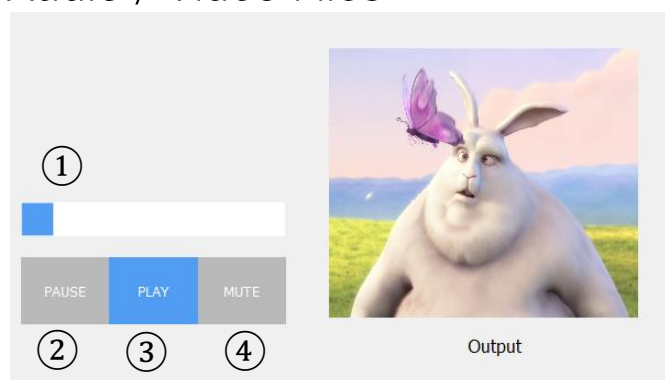 Audio / Video Files
①
PAUSE PLAY MUTE
② ③ ④
Output